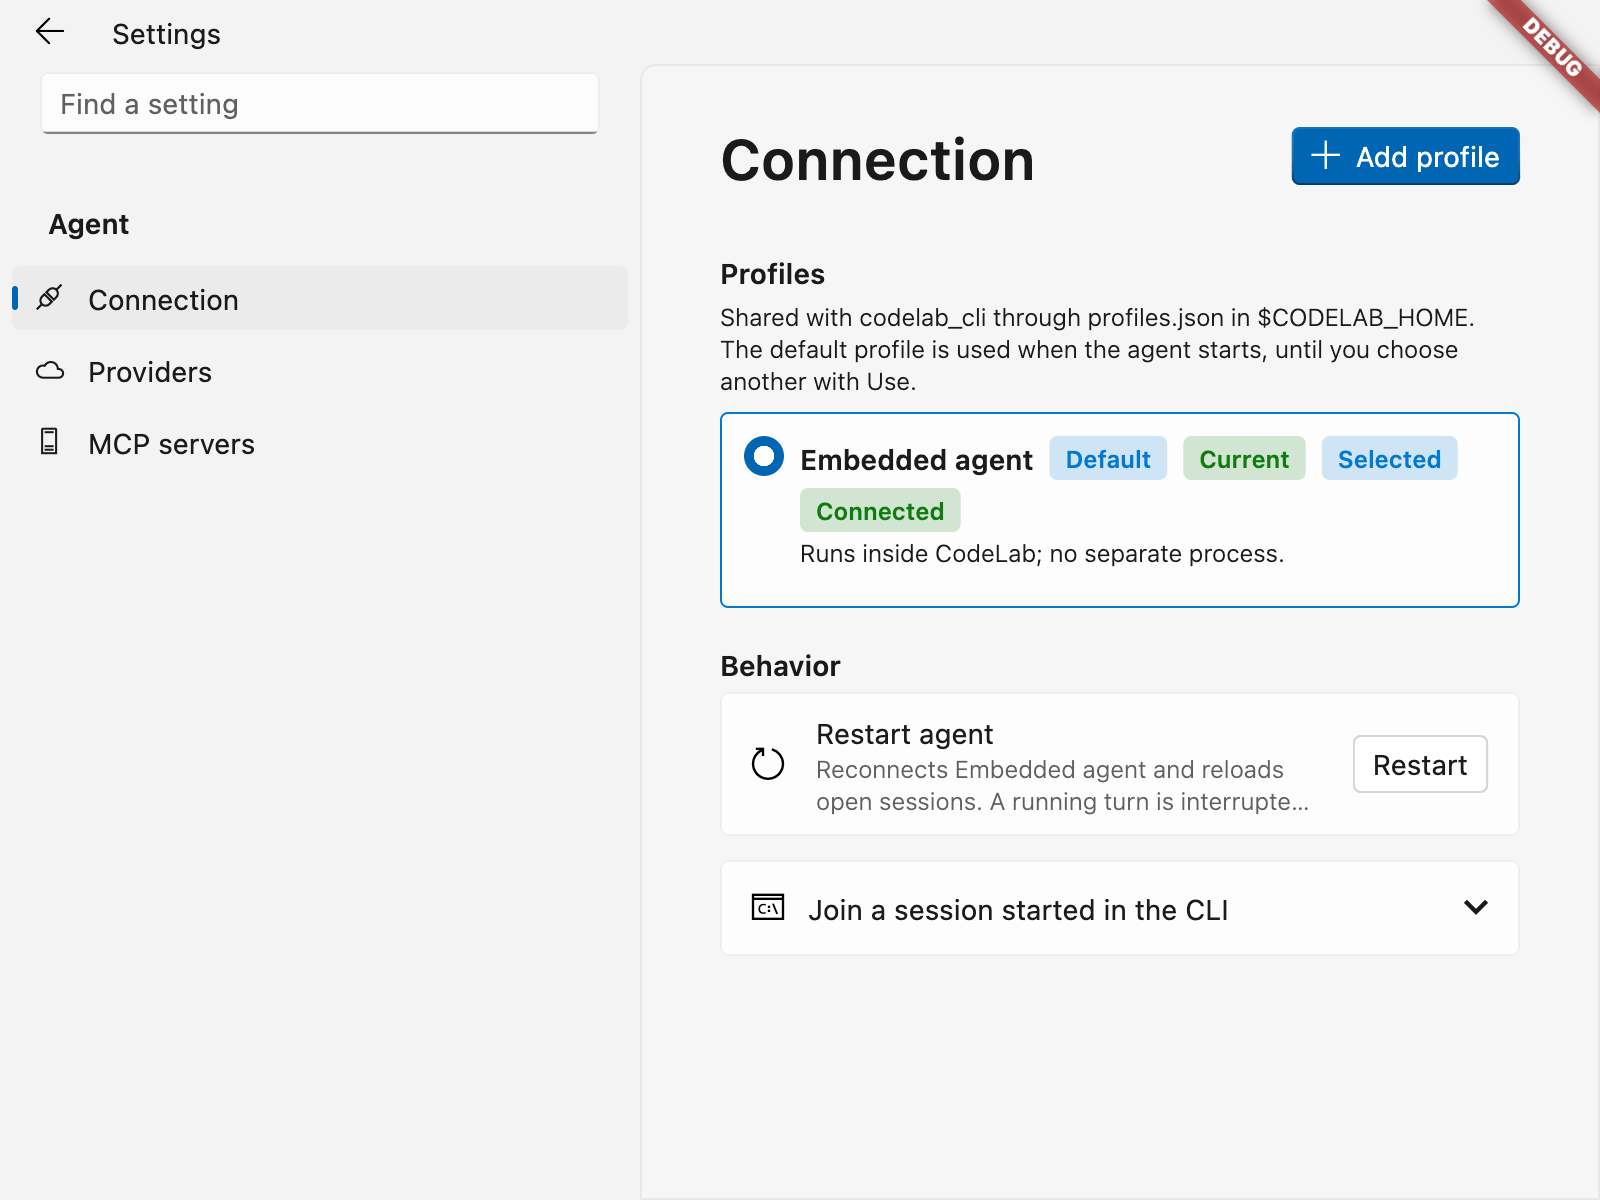 Settings
DEBUG
Find a setting
Connection
Add profile
Agent
Connection
Providers
MCP servers
Profiles
Shared with codelab_cli through profiles.json in $CODELAB_HOME.
The default profile is used when the agent starts, until you choose
another with Use.
Embedded agent Default Current Selected
Connected
Runs inside CodeLab; no separate process.
Behavior
Restart agent
Reconnects Embedded agent and reloads
open sessions. A running turn is interrupte...
Restart
C:\
Join a session started in the CLI